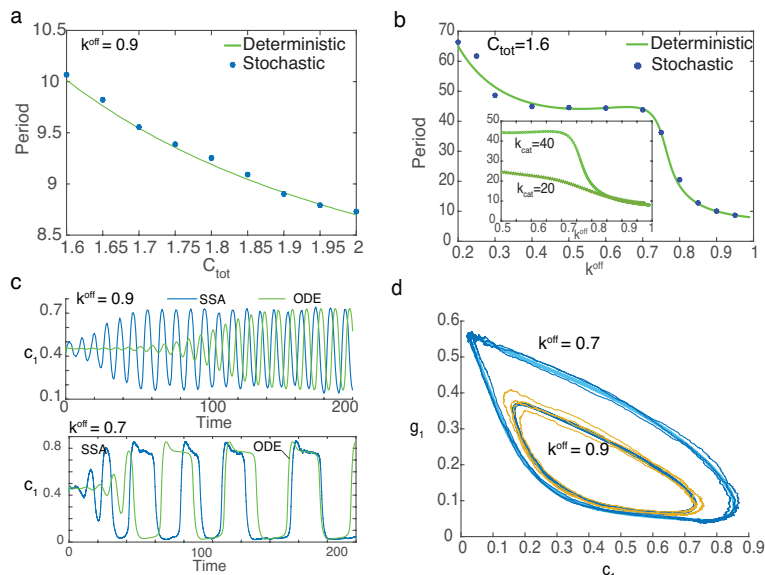 a
k^off = 0.9
Deterministic
Stochastic
Period
10.5
10
9.5
9
8.5
1.6 1.65 1.7 1.75 1.8 1.85 1.9 1.95 2
C_tot
b
C_tot=1.6
Deterministic
Stochastic
Period
70
60
50
40
30
20
10
0
0.2 0.3 0.4 0.5 0.6 0.7 0.8 0.9 1
k^off
50
40
30
20
10
0
k_cat=40
k_cat=20
0.5 0.6 0.7 0.8 0.9 1
k^off
c
k^off = 0.9
SSA
ODE
c_1
0.7
0.4
0.1
0 100 200
Time
k^off = 0.7
SSA
ODE
c_1
0.8
0.4
0
0 100 200
Time
d
k^off = 0.7
k^off = 0.9
g_1
0.6
0.5
0.4
0.3
0.2
0.1
0
0 0.1 0.2 0.3 0.4 0.5 0.6 0.7 0.8 0.9
c_1